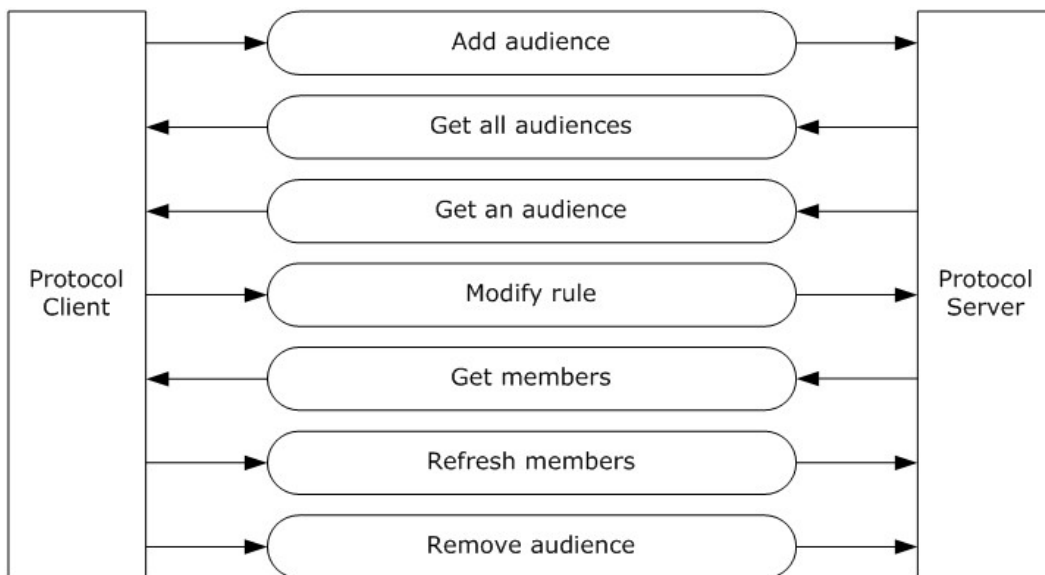 Add audience
Get all audiences
Get an audience
Protocol
Client
Modify rule
Protocol
Server
Get members
Refresh members
Remove audience